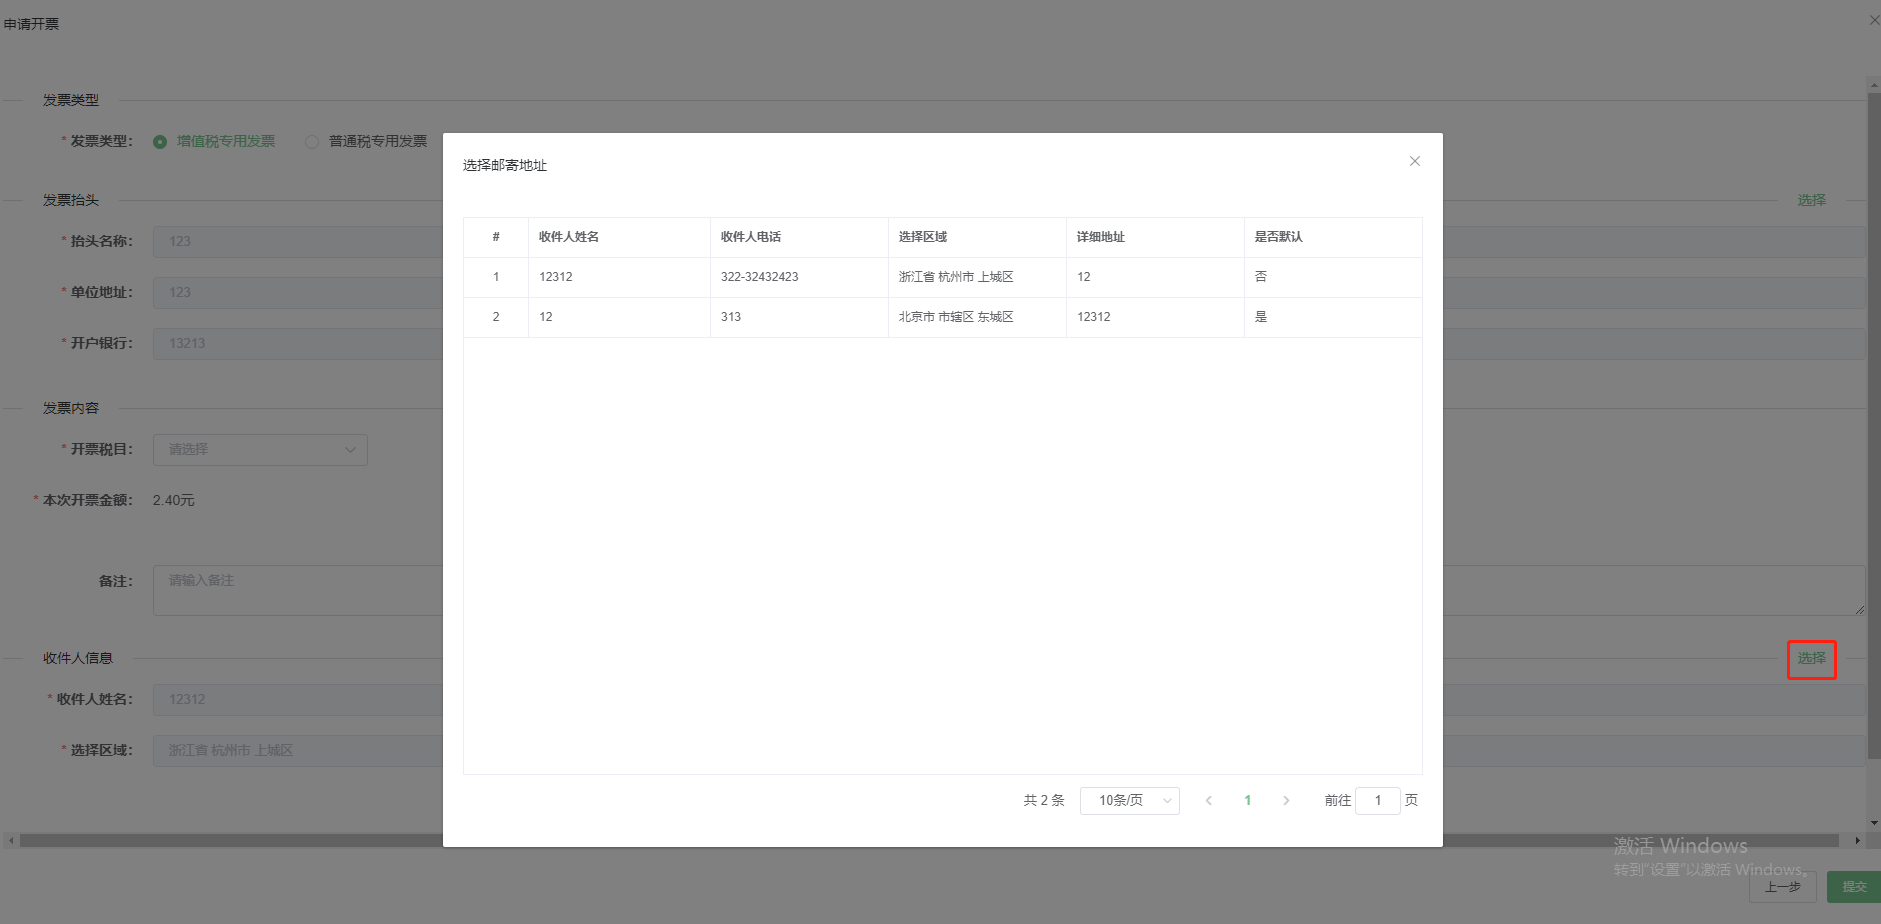 申请开票
发票类型
* 发票类型： 增值税专用发票 普通税专用发票
选择邮寄地址
发票抬头 选择
* 抬头名称： 123
* 单位地址： 123
* 开户银行： 13213
# 收件人姓名 收件人电话 选择区域 详细地址 是否默认
1 12312 322-32432423 浙江省 杭州市 上城区 12 否
2 12 313 北京市 市辖区 东城区 12312 是
发票内容
* 开票税目： 请选择
* 本次开票金额： 2.40元
备注： 请输入备注
收件人信息 选择
* 收件人姓名： 12312
* 选择区域： 浙江省 杭州市 上城区
共 2 条 10条/页 1 前往 1 页
激活 Windows
转到“设置”以激活 Windows。
上一步 提交